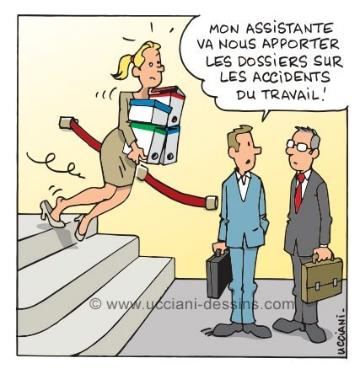 MON ASSISTANTE
VA NOUS APPORTER
LES DOSSIERS SUR
LES ACCIDENTS
DU TRAVAIL!
© www.ucciani-dessins.com
UCCIANI-